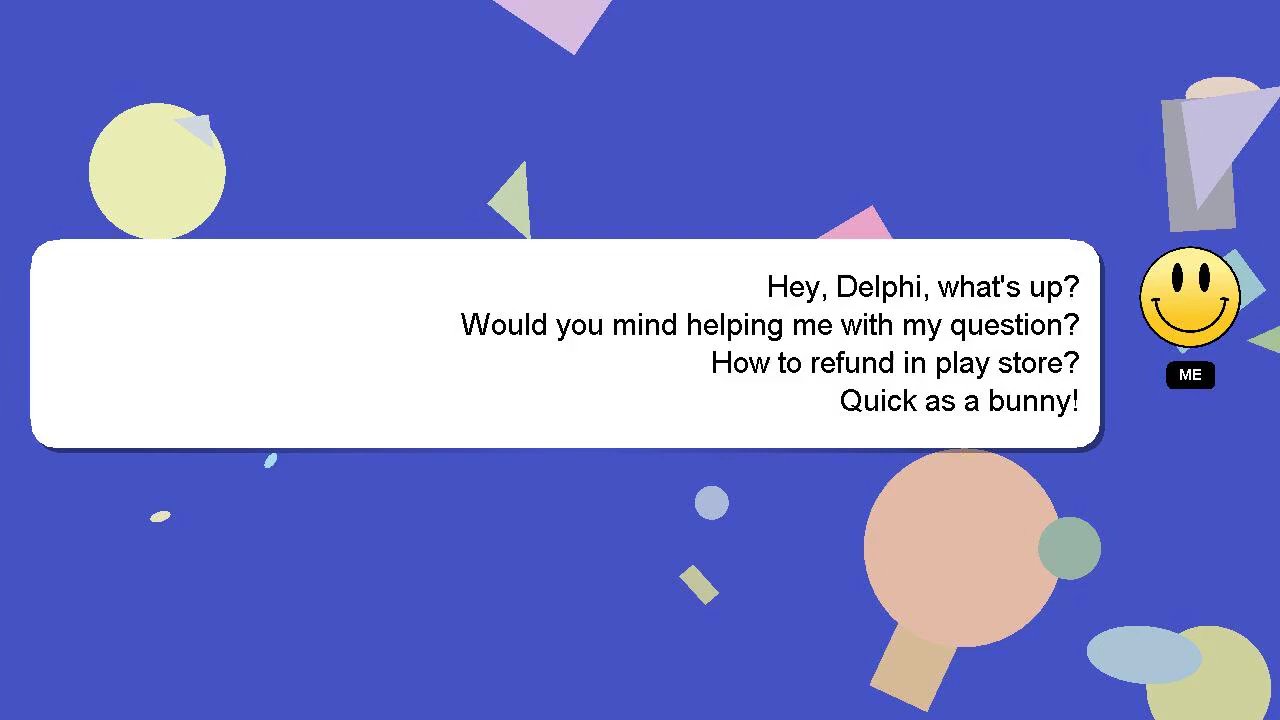 Hey, Delphi, what's up?
Would you mind helping me with my question?
How to refund in play store?
Quick as a bunny!
ME